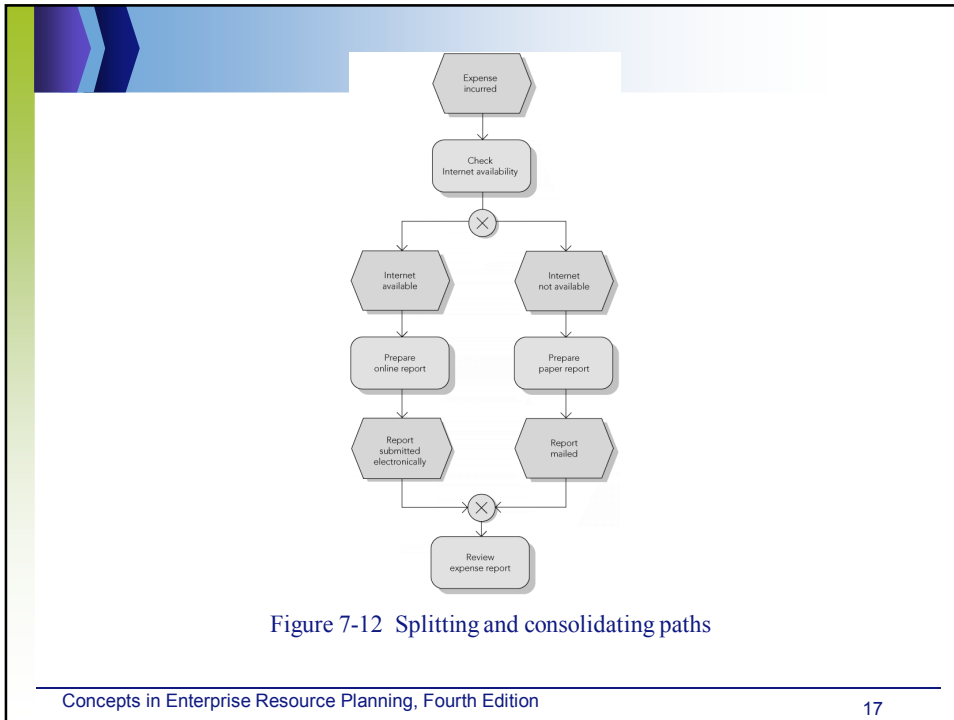 Expense
incurred
Check
Internet availability
Internet
available
Internet
not available
Prepare
online report
Prepare
paper report
Report
submitted
electronically
Report
mailed
Review
expense report
Figure 7-12 Splitting and consolidating paths
Concepts in Enterprise Resource Planning, Fourth Edition
17